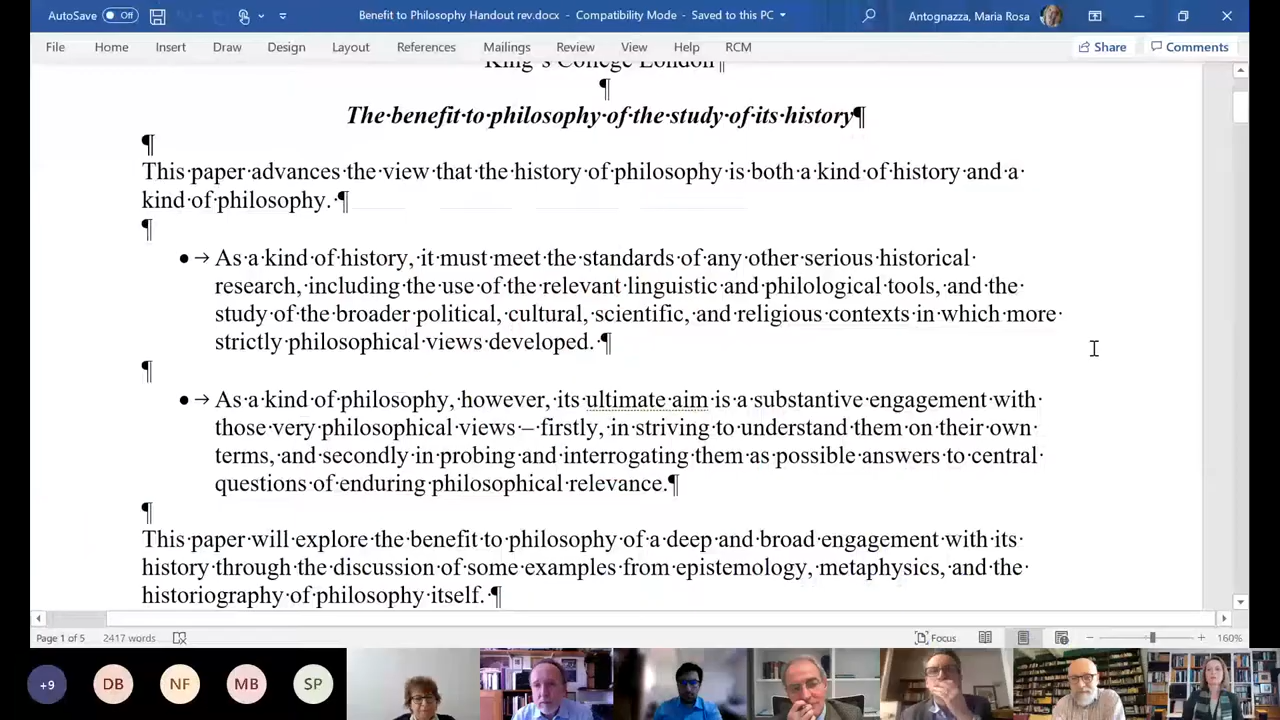 AutoSave Off Benefit to Philosophy Handout rev.docx - Compatibility Mode - Saved to this PC Antognazza, Maria Rosa
File Home Insert Draw Design Layout References Mailings Review View Help RCM Share Comments
King's College London¶
¶
The·benefit·to·philosophy·of·the·study·of·its·history¶
¶
This·paper·advances·the·view·that·the·history·of·philosophy·is·both·a·kind·of·history·and·a·
kind·of·philosophy.·¶
¶
●→As·a·kind·of·history,·it·must·meet·the·standards·of·any·other·serious·historical·
research,·including·the·use·of·the·relevant·linguistic·and·philological·tools,·and·the·
study·of·the·broader·political,·cultural,·scientific,·and·religious·contexts·in·which·more·
strictly·philosophical·views·developed.·¶
¶
●→As·a·kind·of·philosophy,·however,·its·ultimate·aim·is·a·substantive·engagement·with·
those·very·philosophical·views·–·firstly,·in·striving·to·understand·them·on·their·own·
terms,·and·secondly·in·probing·and·interrogating·them·as·possible·answers·to·central·
questions·of·enduring·philosophical·relevance.¶
¶
This·paper·will·explore·the·benefit·to·philosophy·of·a·deep·and·broad·engagement·with·its·
history·through·the·discussion·of·some·examples·from·epistemology,·metaphysics,·and·the·
historiography·of·philosophy·itself.·¶
Page 1 of 5 2417 words Focus 160%
+9 DB NF MB SP